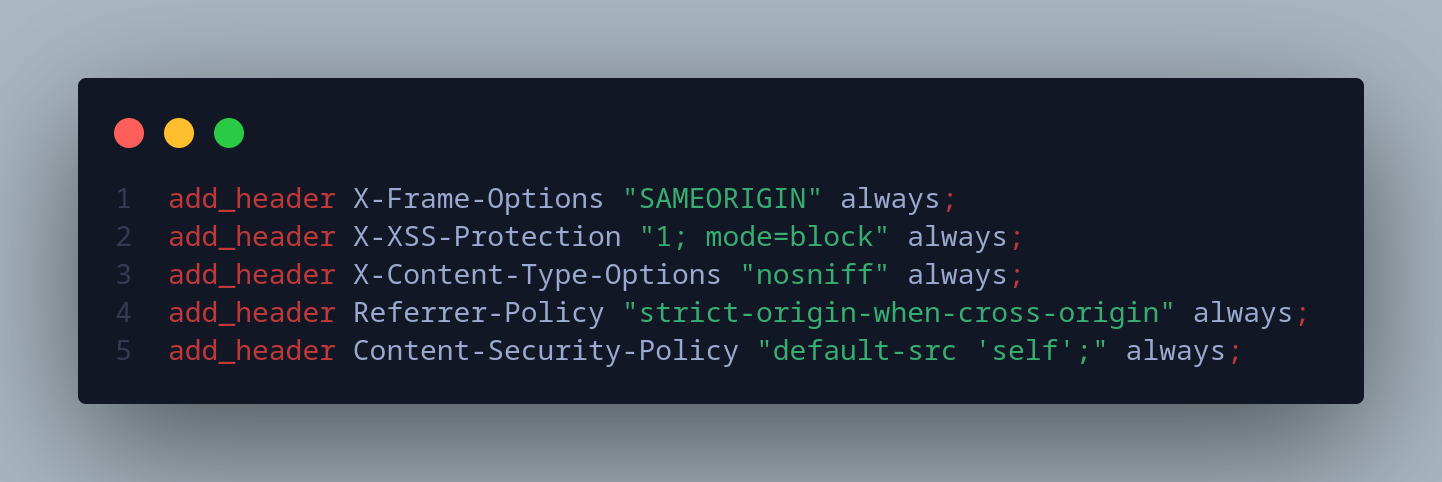 1 add_header X-Frame-Options "SAMEORIGIN" always;
2 add_header X-XSS-Protection "1; mode=block" always;
3 add_header X-Content-Type-Options "nosniff" always;
4 add_header Referrer-Policy "strict-origin-when-cross-origin" always;
5 add_header Content-Security-Policy "default-src 'self';" always;